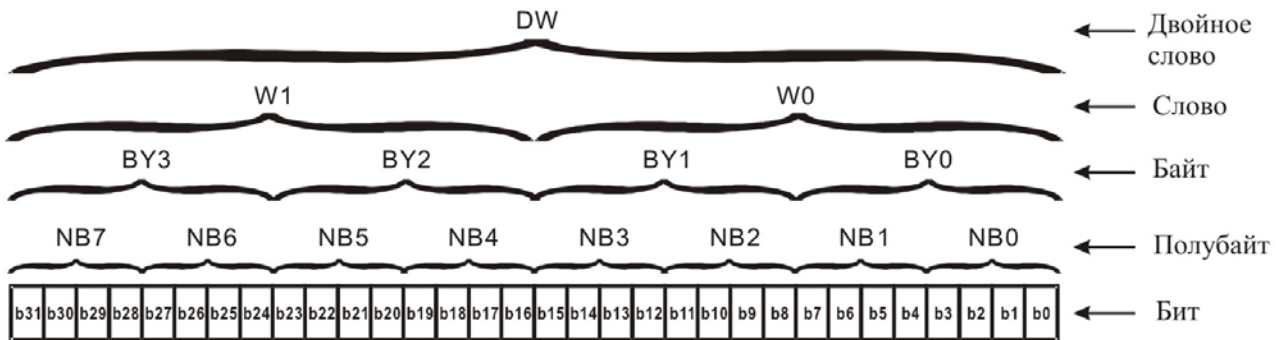 DW
Двойное
слово
W1 W0
Слово
BY3 BY2 BY1 BY0
Байт
NB7 NB6 NB5 NB4 NB3 NB2 NB1 NB0
Полубайт
b31 b30 b29 b28 b27 b26 b25 b24 b23 b22 b21 b20 b19 b18 b17 b16 b15 b14 b13 b12 b11 b10 b9 b8 b7 b6 b5 b4 b3 b2 b1 b0
Бит